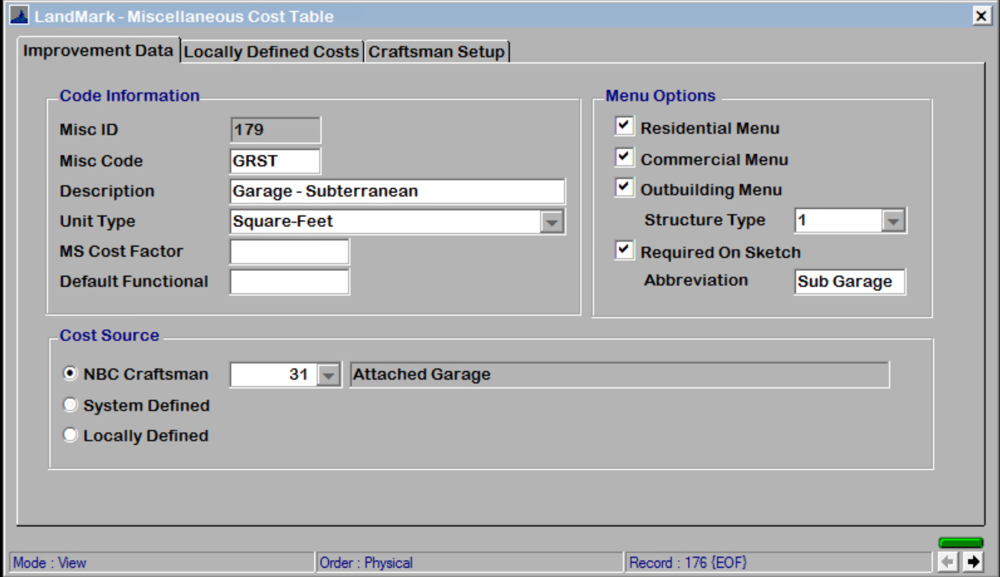 LandMark - Miscellaneous Cost Table
Improvement Data
Locally Defined Costs
Craftsman Setup
Code Information
Misc ID
179
Misc Code
GRST
Description
Garage - Subterranean
Unit Type
Square-Feet
MS Cost Factor
Default Functional
Menu Options
Residential Menu
Commercial Menu
Outbuilding Menu
Structure Type
1
Required On Sketch
Abbreviation
Sub Garage
Cost Source
NBC Craftsman
31
Attached Garage
System Defined
Locally Defined
Mode : View
Order : Physical
Record : 176 {EOF}